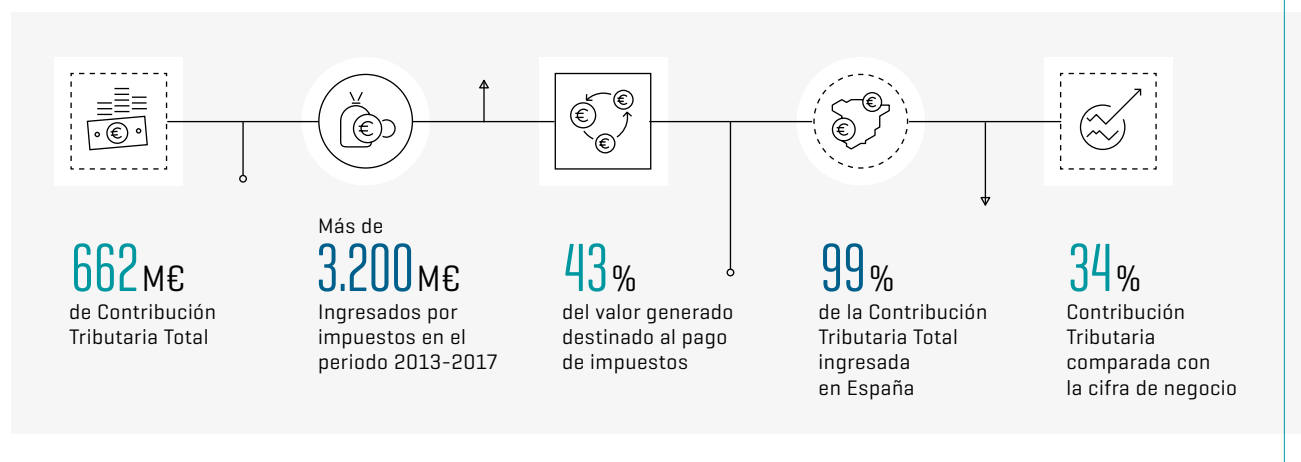 662 M€
de Contribución
Tributaria Total
Más de
3.200 M€
Ingresados por
impuestos en el
periodo 2013-2017
43 %
del valor generado
destinado al pago
de impuestos
99 %
de la Contribución
Tributaria Total
ingresada
en España
34 %
Contribución
Tributaria
comparada con
la cifra de negocio